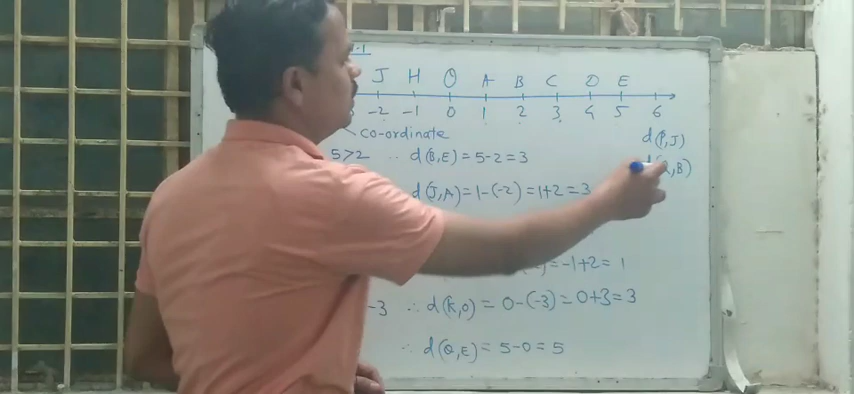 J H O A B C D E
-2 -1 0 1 2 3 4 5 6
co-ordinate
d(P,J)
5>2 ∴ d(B,E)=5-2=3
,B)
d(J,A)=1-(-2)=1+2=3
)=-1+2=1
-3 ∴ d(K,O)=0-(-3)=0+3=3
∴ d(O,E)=5-0=5